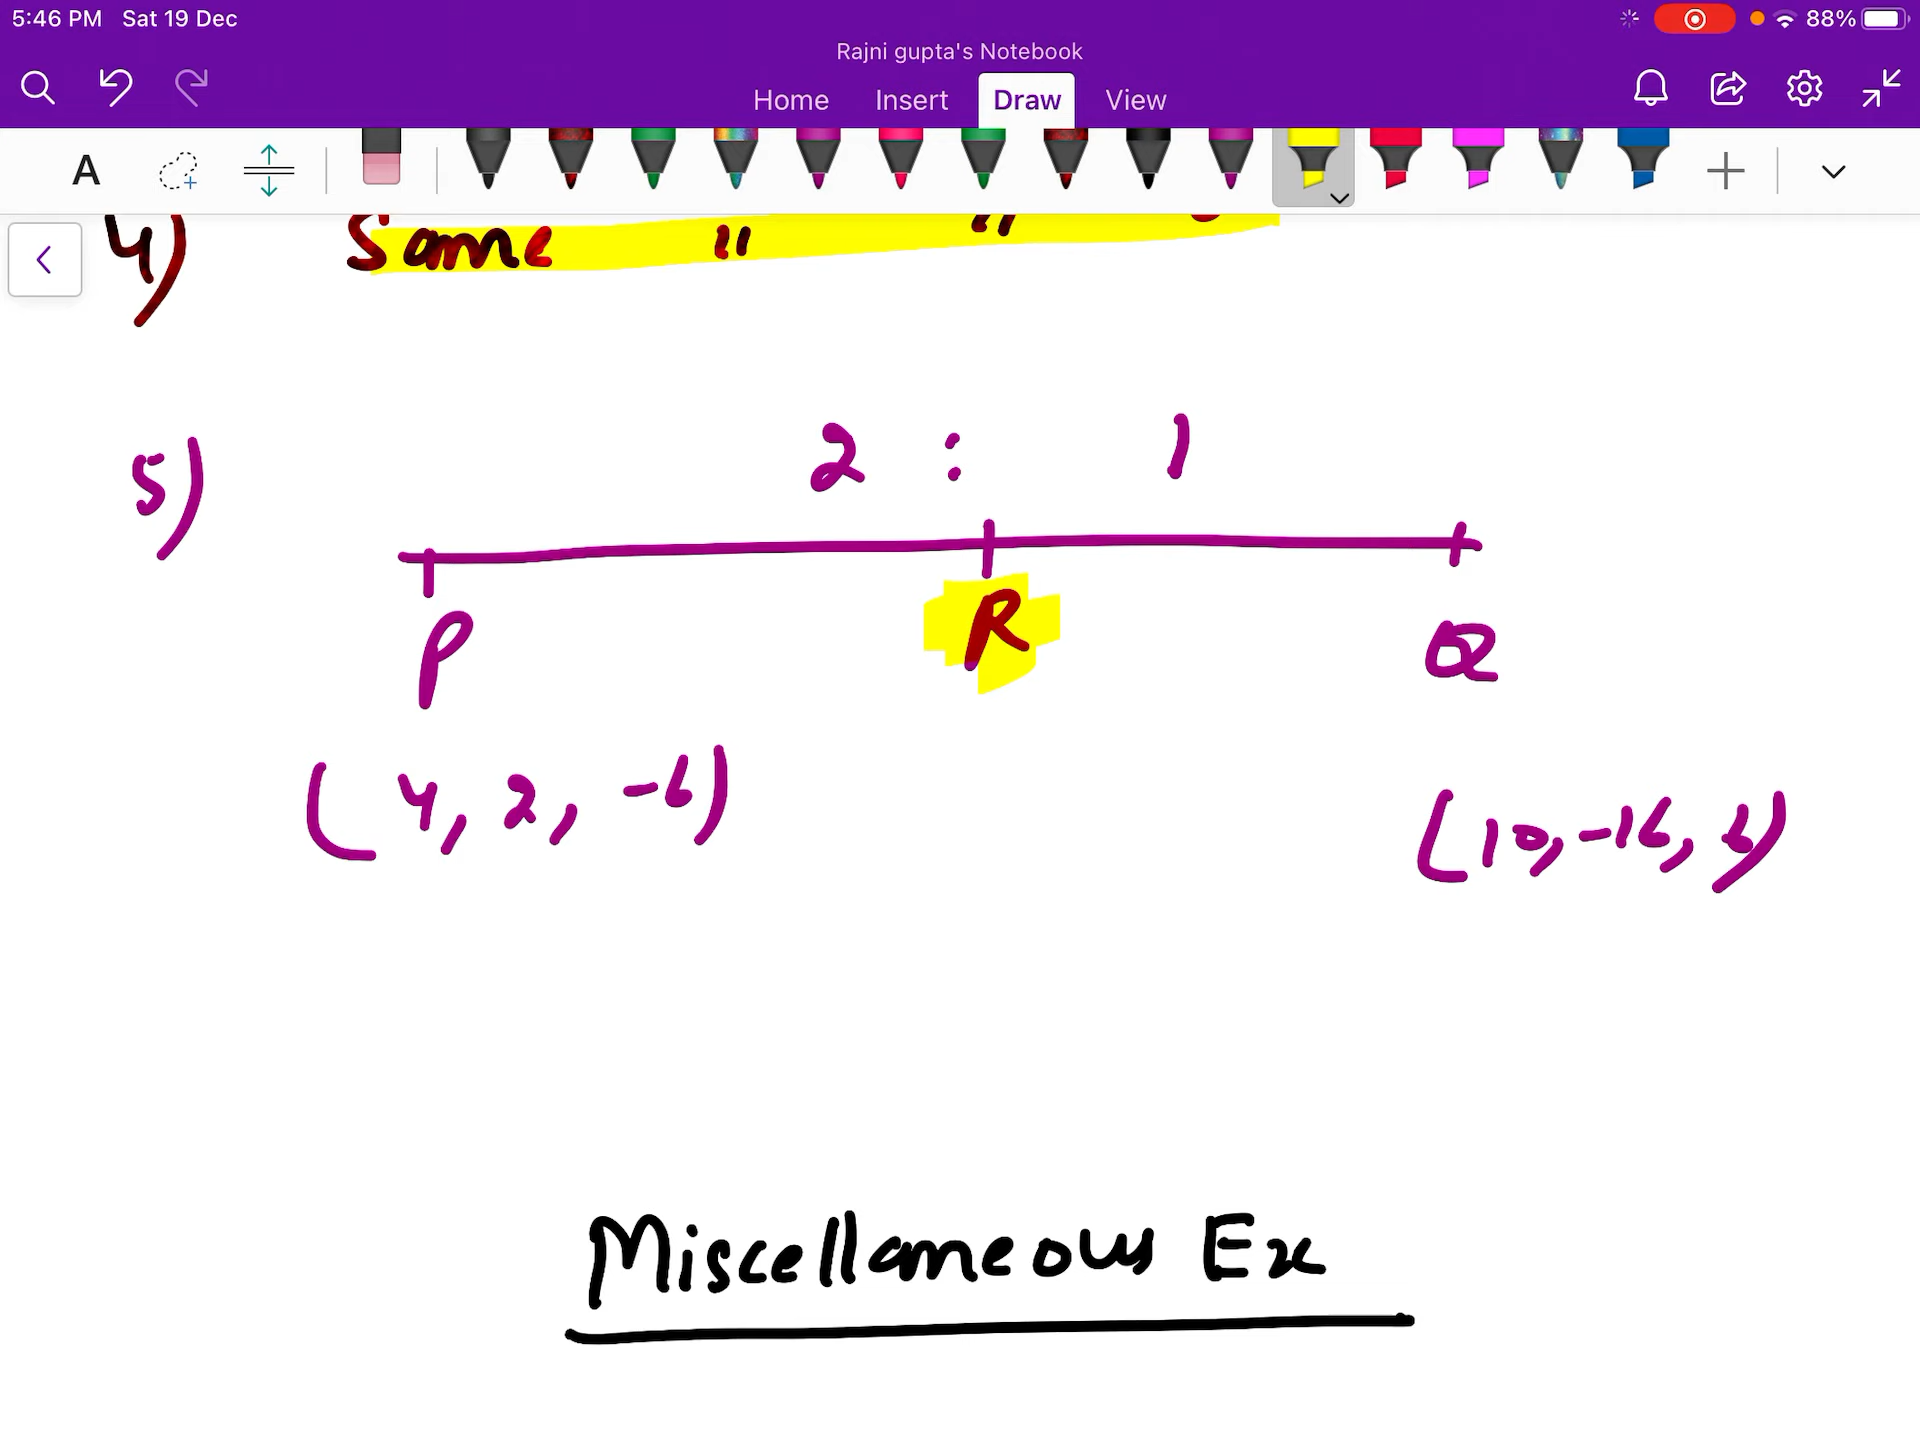 5:46 PM Sat 19 Dec
88%
Rajni gupta's Notebook
Home Insert Draw View
A
4) Same " "
5)
2 : 1
P R Q
(4, 2, -6) (10, -16, 6)
Miscellaneous Ex